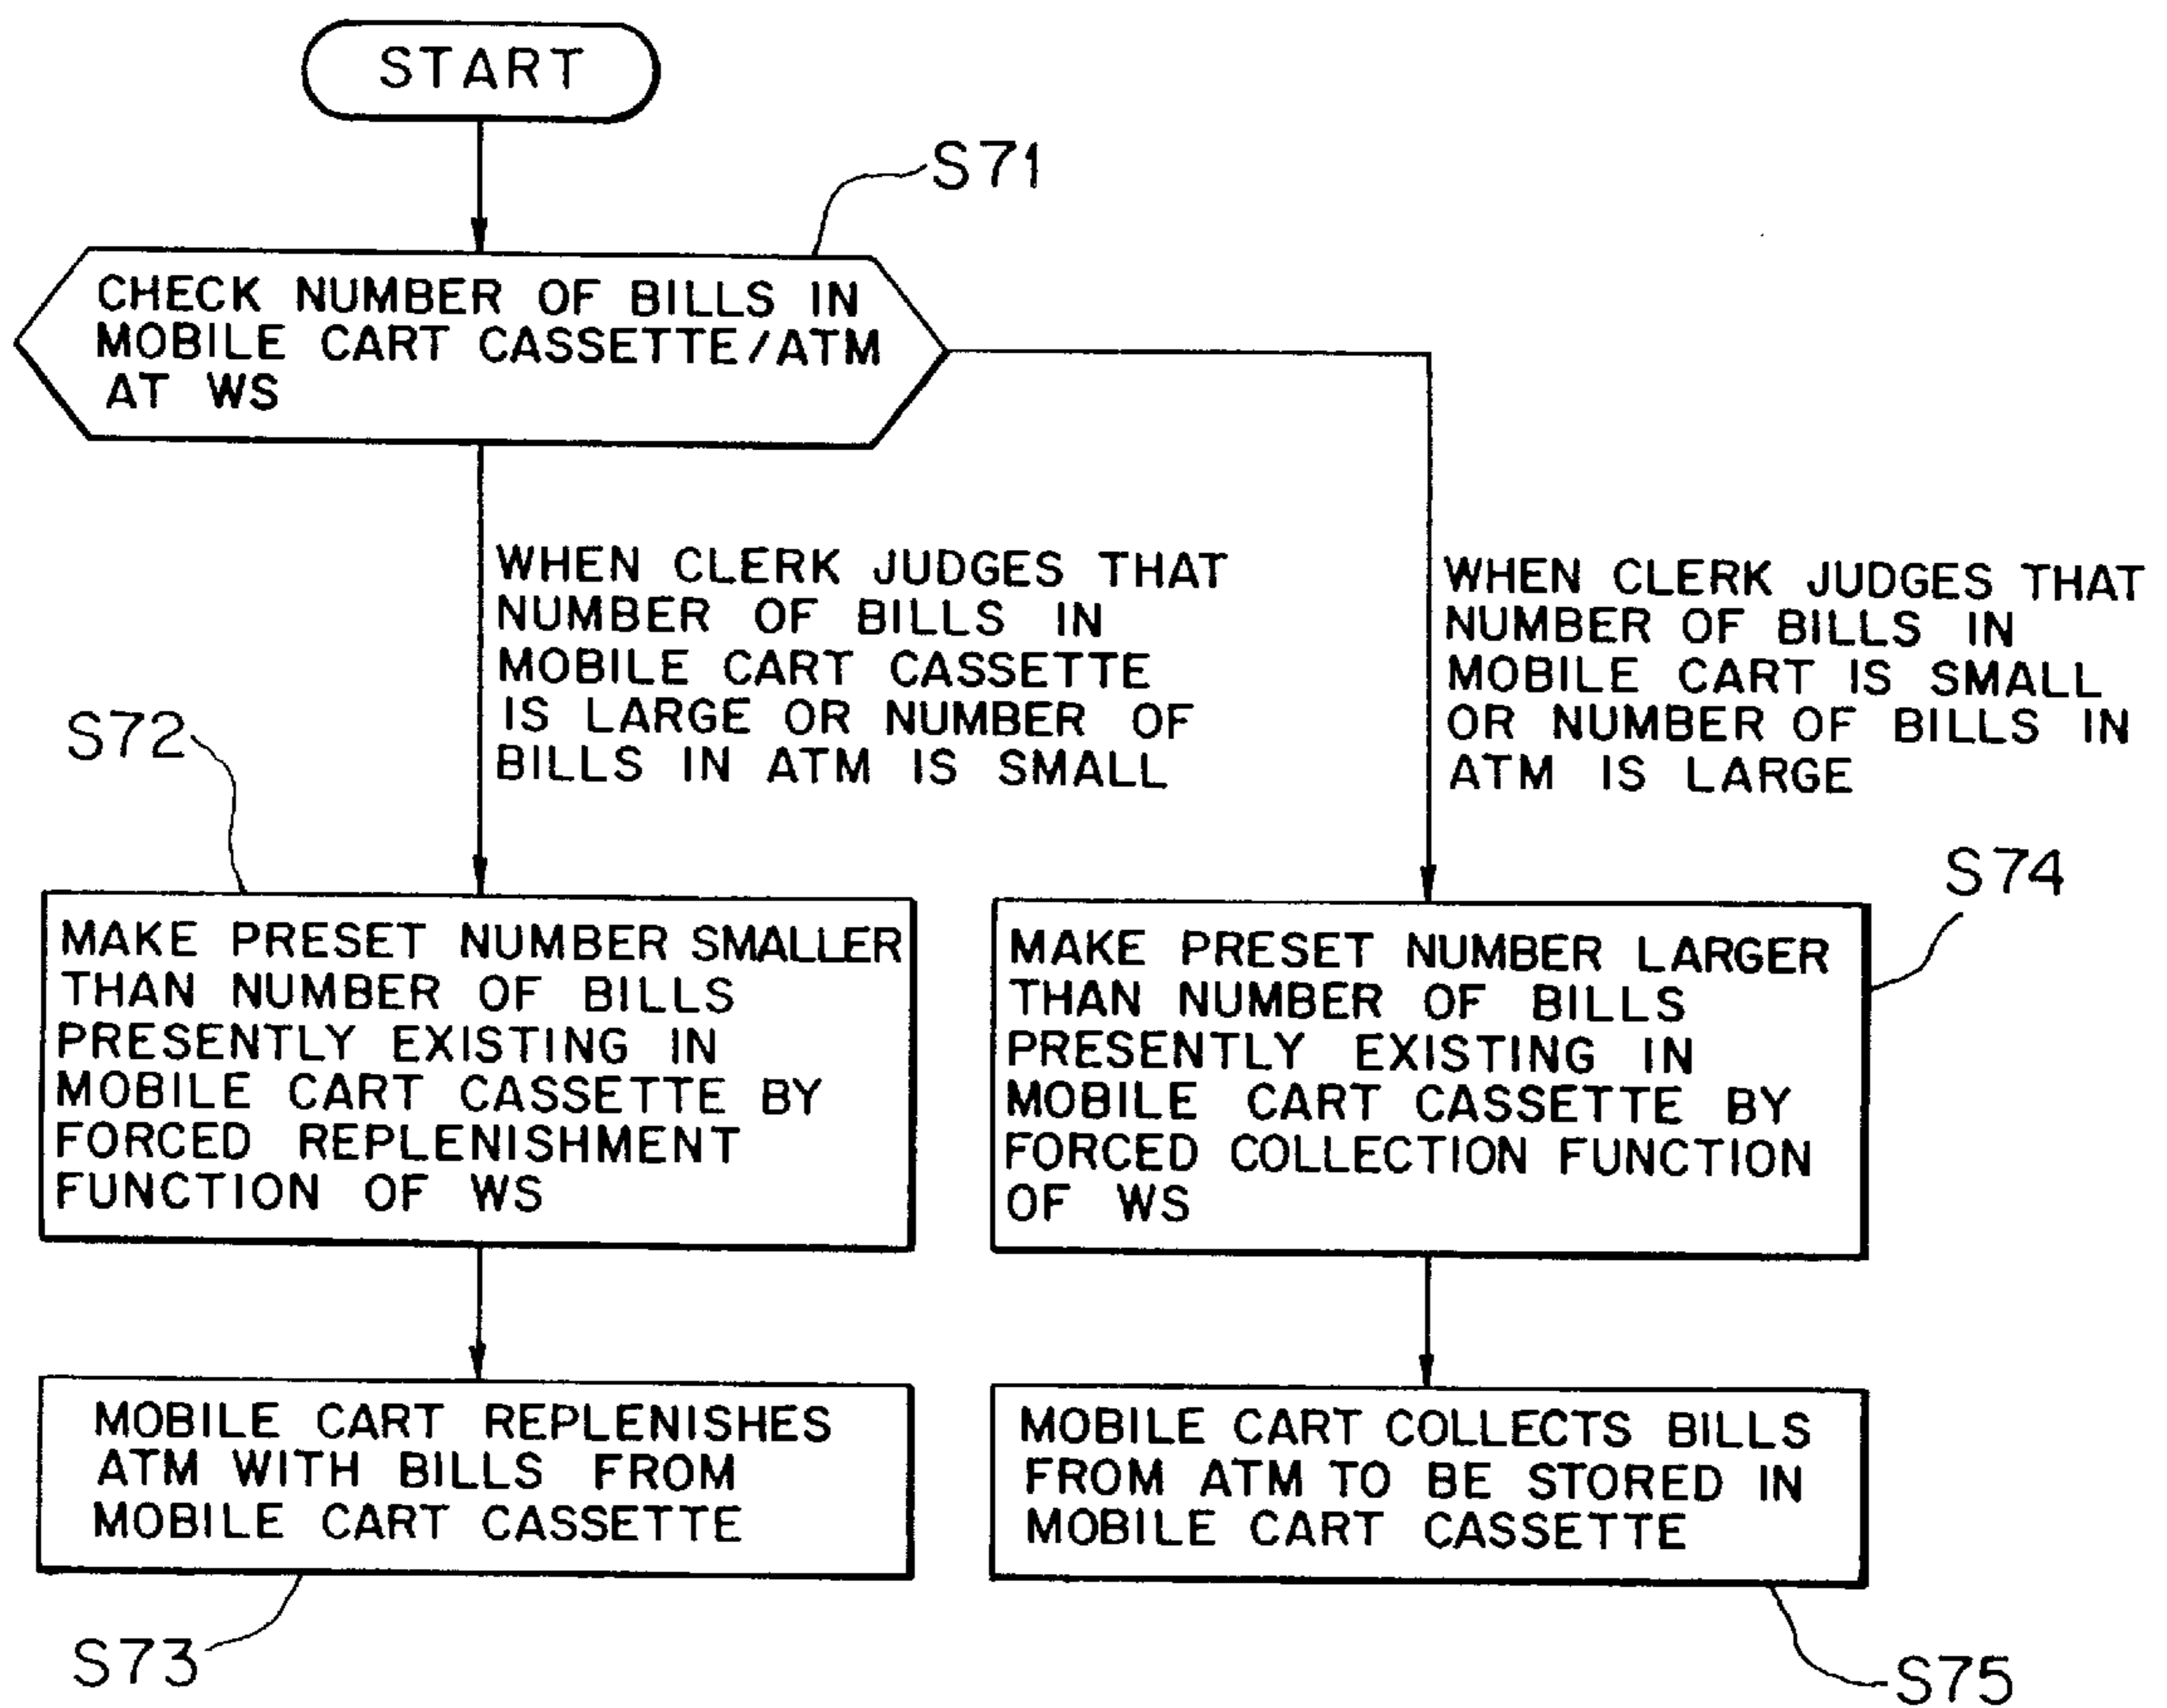 START
S71
CHECK NUMBER OF BILLS IN
MOBILE CART CASSETTE/ATM
AT WS
WHEN CLERK JUDGES THAT
NUMBER OF BILLS IN
MOBILE CART CASSETTE
IS LARGE OR NUMBER OF
BILLS IN ATM IS SMALL
WHEN CLERK JUDGES THAT
NUMBER OF BILLS IN
MOBILE CART IS SMALL
OR NUMBER OF BILLS IN
ATM IS LARGE
S72
MAKE PRESET NUMBER SMALLER
THAN NUMBER OF BILLS
PRESENTLY EXISTING IN
MOBILE CART CASSETTE BY
FORCED REPLENISHMENT
FUNCTION OF WS
S74
MAKE PRESET NUMBER LARGER
THAN NUMBER OF BILLS
PRESENTLY EXISTING IN
MOBILE CART CASSETTE BY
FORCED COLLECTION FUNCTION
OF WS
MOBILE CART REPLENISHES
ATM WITH BILLS FROM
MOBILE CART CASSETTE
S73
MOBILE CART COLLECTS BILLS
FROM ATM TO BE STORED IN
MOBILE CART CASSETTE
S75